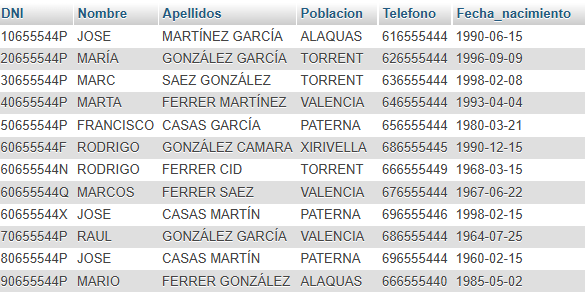 DNI Nombre Apellidos Poblacion Telefono Fecha_nacimiento
10655544P JOSE MARTÍNEZ GARCÍA ALAQUAS 616555444 1990-06-15
20655544P MARÍA GONZÁLEZ GARCÍA TORRENT 626555444 1996-09-09
30655544P MARC SAEZ GONZÁLEZ TORRENT 636555444 1998-02-08
40655544P MARTA FERRER MARTÍNEZ VALENCIA 646555444 1993-04-04
50655544P FRANCISCO CASAS GARCÍA PATERNA 656555444 1980-03-21
60655544F RODRIGO GONZÁLEZ CAMARA XIRIVELLA 686555445 1990-12-15
60655544N RODRIGO FERRER CID TORRENT 666555449 1968-03-15
60655544Q MARCOS FERRER SAEZ VALENCIA 676555444 1967-06-22
60655544X JOSE CASAS MARTÍN PATERNA 696555446 1998-02-15
70655544P RAUL GONZÁLEZ GARCÍA VALENCIA 686555444 1964-07-25
80655544P JOSE CASAS MARTÍN PATERNA 696555444 1960-02-15
90655544P MARIO FERRER GONZÁLEZ ALAQUAS 666555440 1985-05-02